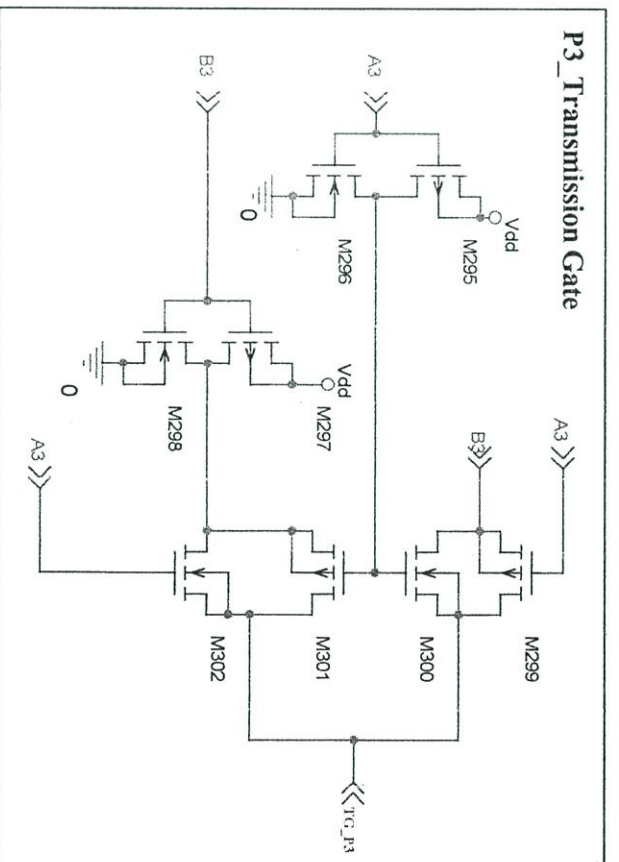 P3_Transmission Gate
A3
B3
Vdd
M295
M296
0
Vdd
M297
M298
0
A3
B3
A3
M299
M300
M301
M302
TG_P3